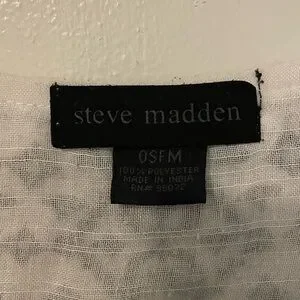 steve madden
OSFM
100% POLYESTER
MADE IN INDIA
RN# 98072